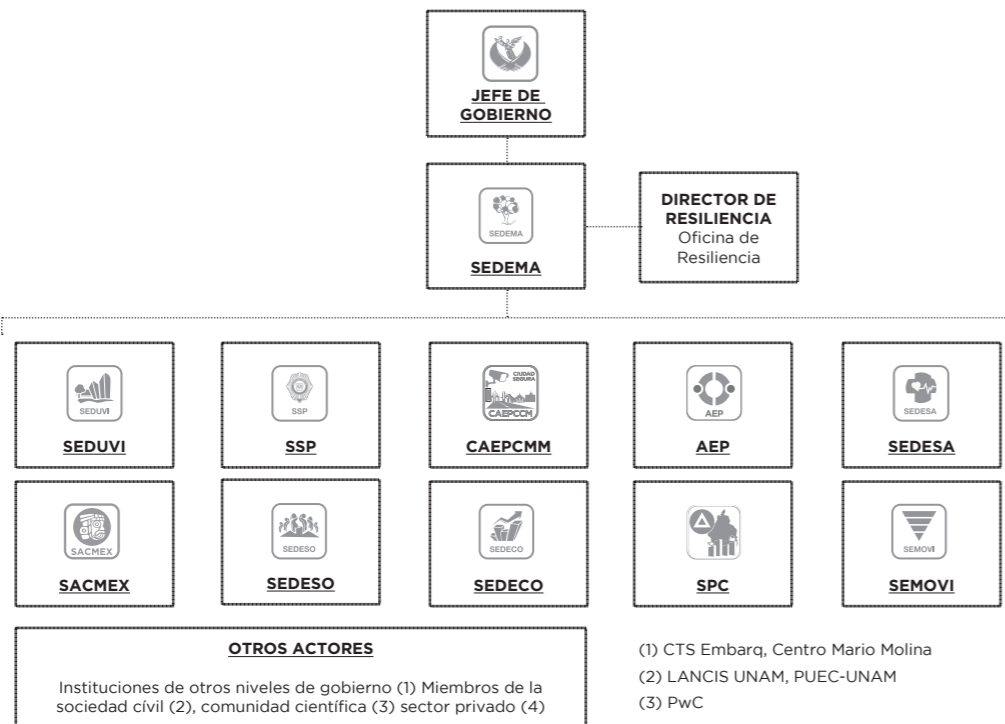 JEFE DE
GOBIERNO
SEDEMA
SEDEMA
DIRECTOR DE
RESILIENCIA
Oficina de
Resiliencia
SEDUVI
SEDUVI
SSP
SSP
CIUDAD
SEGURA
CAEPCCM
CAEPCMM
AEP
AEP
SEDESA
SEDESA
SACMEX
SACMEX
SEDESO
SEDESO
SEDECO
SEDECO
SPC
SEMOVI
SEMOVI
OTROS ACTORES
Instituciones de otros niveles de gobierno (1) Miembros de la
sociedad cívil (2), comunidad científica (3) sector privado (4)
(1) CTS Embarq, Centro Mario Molina
(2) LANCIS UNAM, PUEC-UNAM
(3) PwC